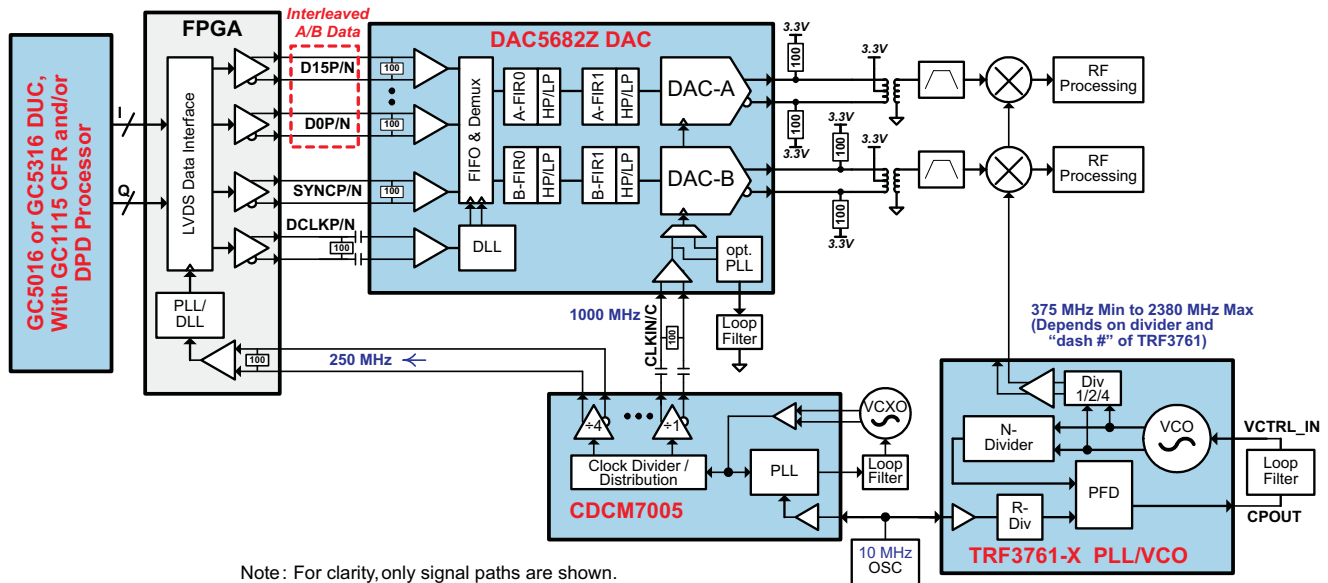 GC5016 or GC5316 DUC,
With GC1115 CFR and/or
DPD Processor
I
Q
FPGA
LVDS Data Interface
PLL/
DLL
100
Interleaved
A/B Data
D15P/N
100
D0P/N
100
SYNCP/N
100
DCLKP/N
100
250 MHz
DAC5682Z DAC
FIFO & Demux
DLL
A-FIR0
HP/LP
A-FIR1
HP/LP
B-FIR0
HP/LP
B-FIR1
HP/LP
DAC-A
DAC-B
opt.
PLL
Loop
Filter
1000 MHz
CLKIN/C
100
3.3V
100
3.3V
100
3.3V
3.3V
100
3.3V
100
3.3V
RF
Processing
RF
Processing
375 MHz Min to 2380 MHz Max
(Depends on divider and
“dash #” of TRF3761)
÷4
÷1
Clock Divider /
Distribution
PLL
VCXO
Loop
Filter
CDCM7005
10 MHz
OSC
Div
1/2/4
N-
Divider
VCO
PFD
R-
Div
VCTRL_IN
Loop
Filter
CPOUT
TRF3761-X PLL/VCO
Note: For clarity, only signal paths are shown.